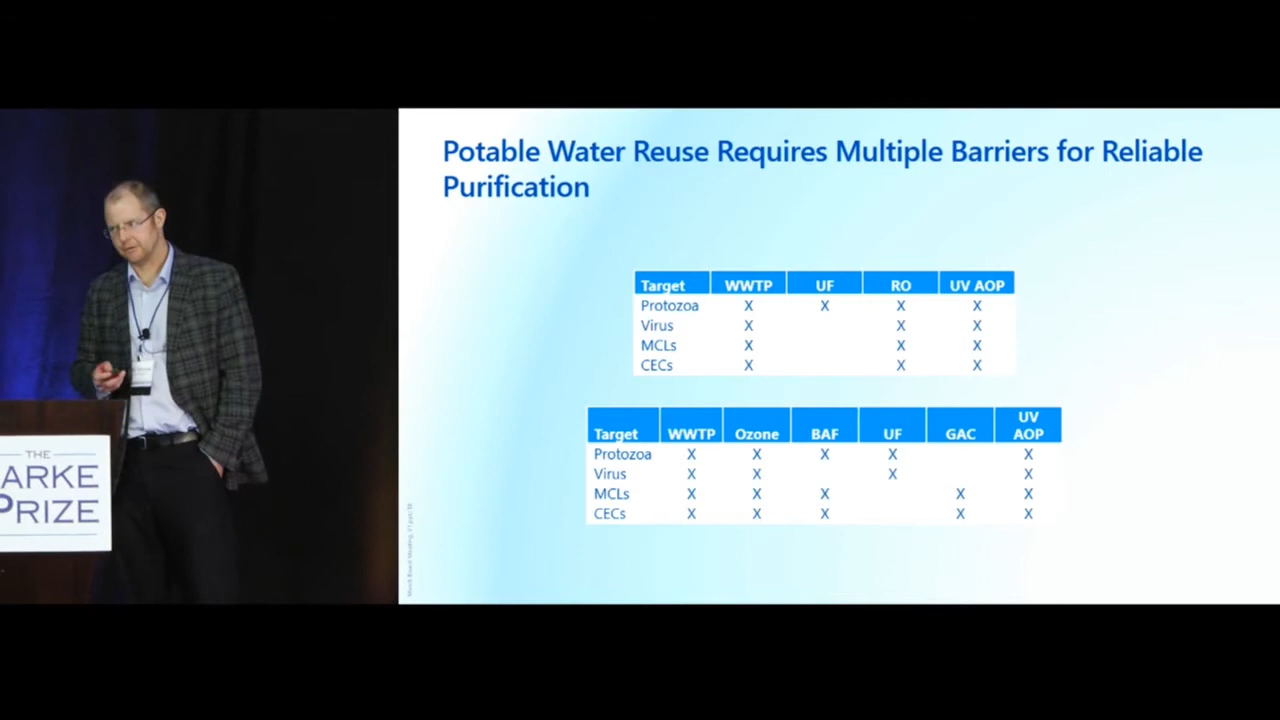 Potable Water Reuse Requires Multiple Barriers for Reliable
Purification
Target WWTP UF RO UV AOP
Protozoa X X X X
Virus X X X
MCLs X X X
CECs X X X
Target WWTP Ozone BAF UF GAC UV AOP
Protozoa X X X X X
Virus X X X X
MCLs X X X X X
CECs X X X X X
THE
ARKE
PRIZE